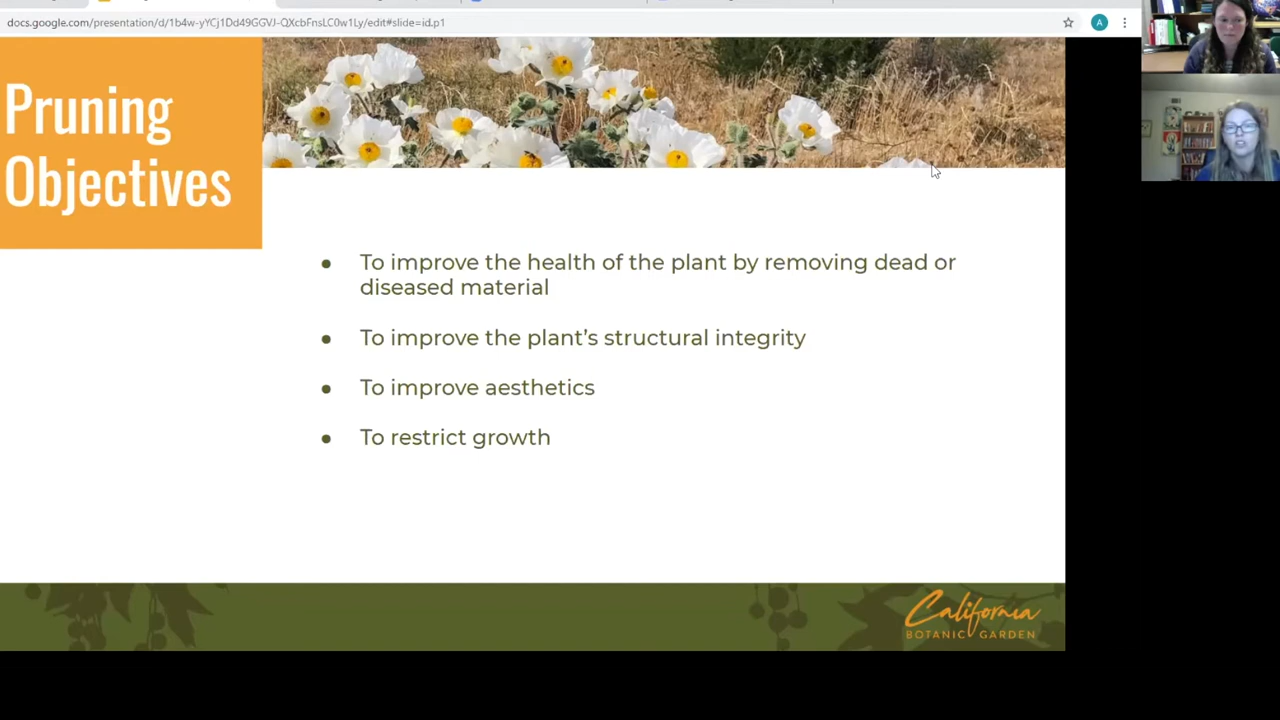 docs.google.com/presentation/d/1b4w-yYCj1Dd49GGVJ-QXcbFnsLC0w1Ly/edit#slide=id.p1
A
Pruning
Objectives
● To improve the health of the plant by removing dead or
diseased material
● To improve the plant’s structural integrity
● To improve aesthetics
● To restrict growth
California
BOTANIC GARDEN